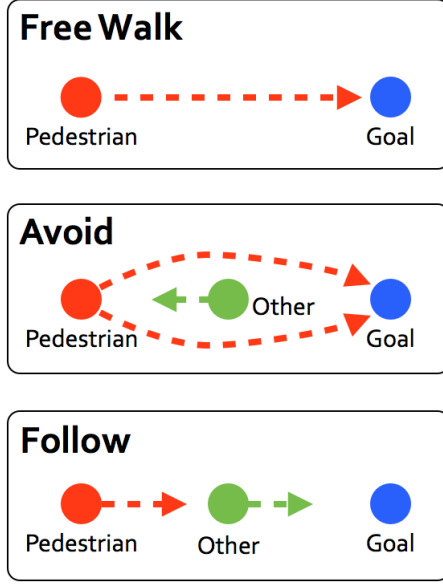 Free Walk
Pedestrian Goal
Avoid
Other
Pedestrian Goal
Follow
Pedestrian Other Goal